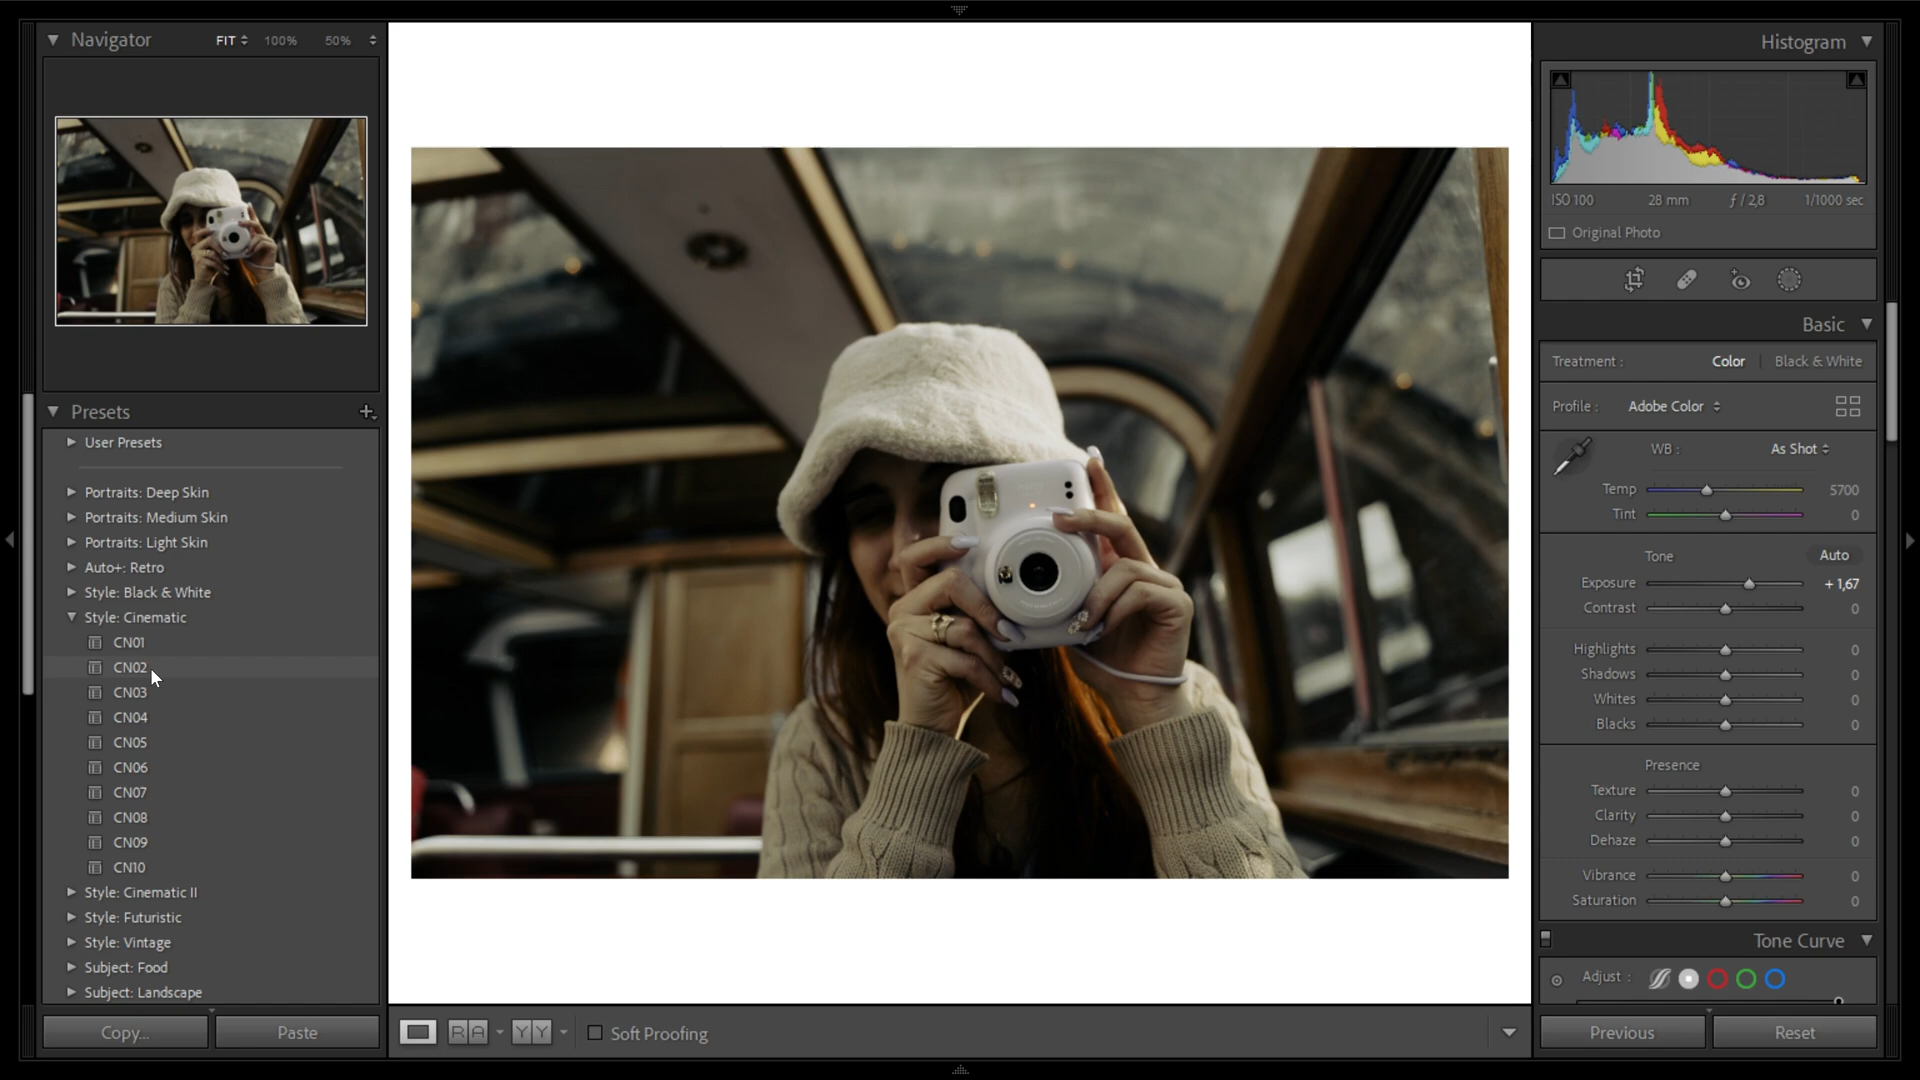 Navigator FIT 100% 50%
Presets
User Presets
Portraits: Deep Skin
Portraits: Medium Skin
Portraits: Light Skin
Auto+: Retro
Style: Black & White
Style: Cinematic
CN01
CN02
CN03
CN04
CN05
CN06
CN07
CN08
CN09
CN10
Style: Cinematic II
Style: Futuristic
Style: Vintage
Subject: Food
Subject: Landscape
Copy... Paste
R A Y Y Soft Proofing
Histogram
ISO 100 28 mm ƒ / 2,8 1/1000 sec
Original Photo
Basic
Treatment : Color Black & White
Profile : Adobe Color
WB : As Shot
Temp 5700
Tint 0
Tone Auto
Exposure + 1,67
Contrast 0
Highlights 0
Shadows 0
Whites 0
Blacks 0
Presence
Texture 0
Clarity 0
Dehaze 0
Vibrance 0
Saturation 0
Tone Curve
Adjust :
Previous Reset